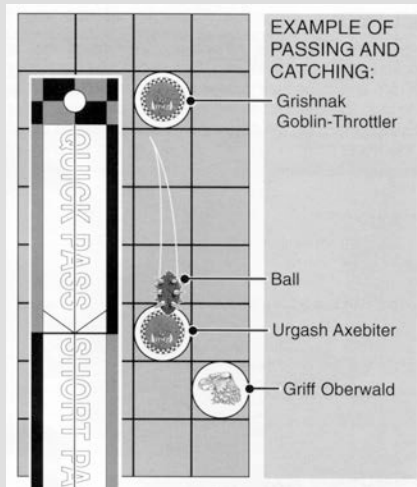 EXAMPLE OF
PASSING AND
CATCHING:
Grishnak
Goblin-Throttler
Ball
Urgash Axebiter
Griff Oberwald
QUICK PASS
SHORT PA